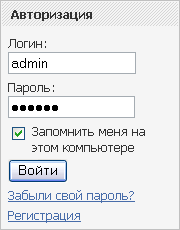 Авторизация
Логин:
admin
Пароль:
●●●●●●
Запомнить меня на
этом компьютере
Войти
Забыли свой пароль?
Регистрация